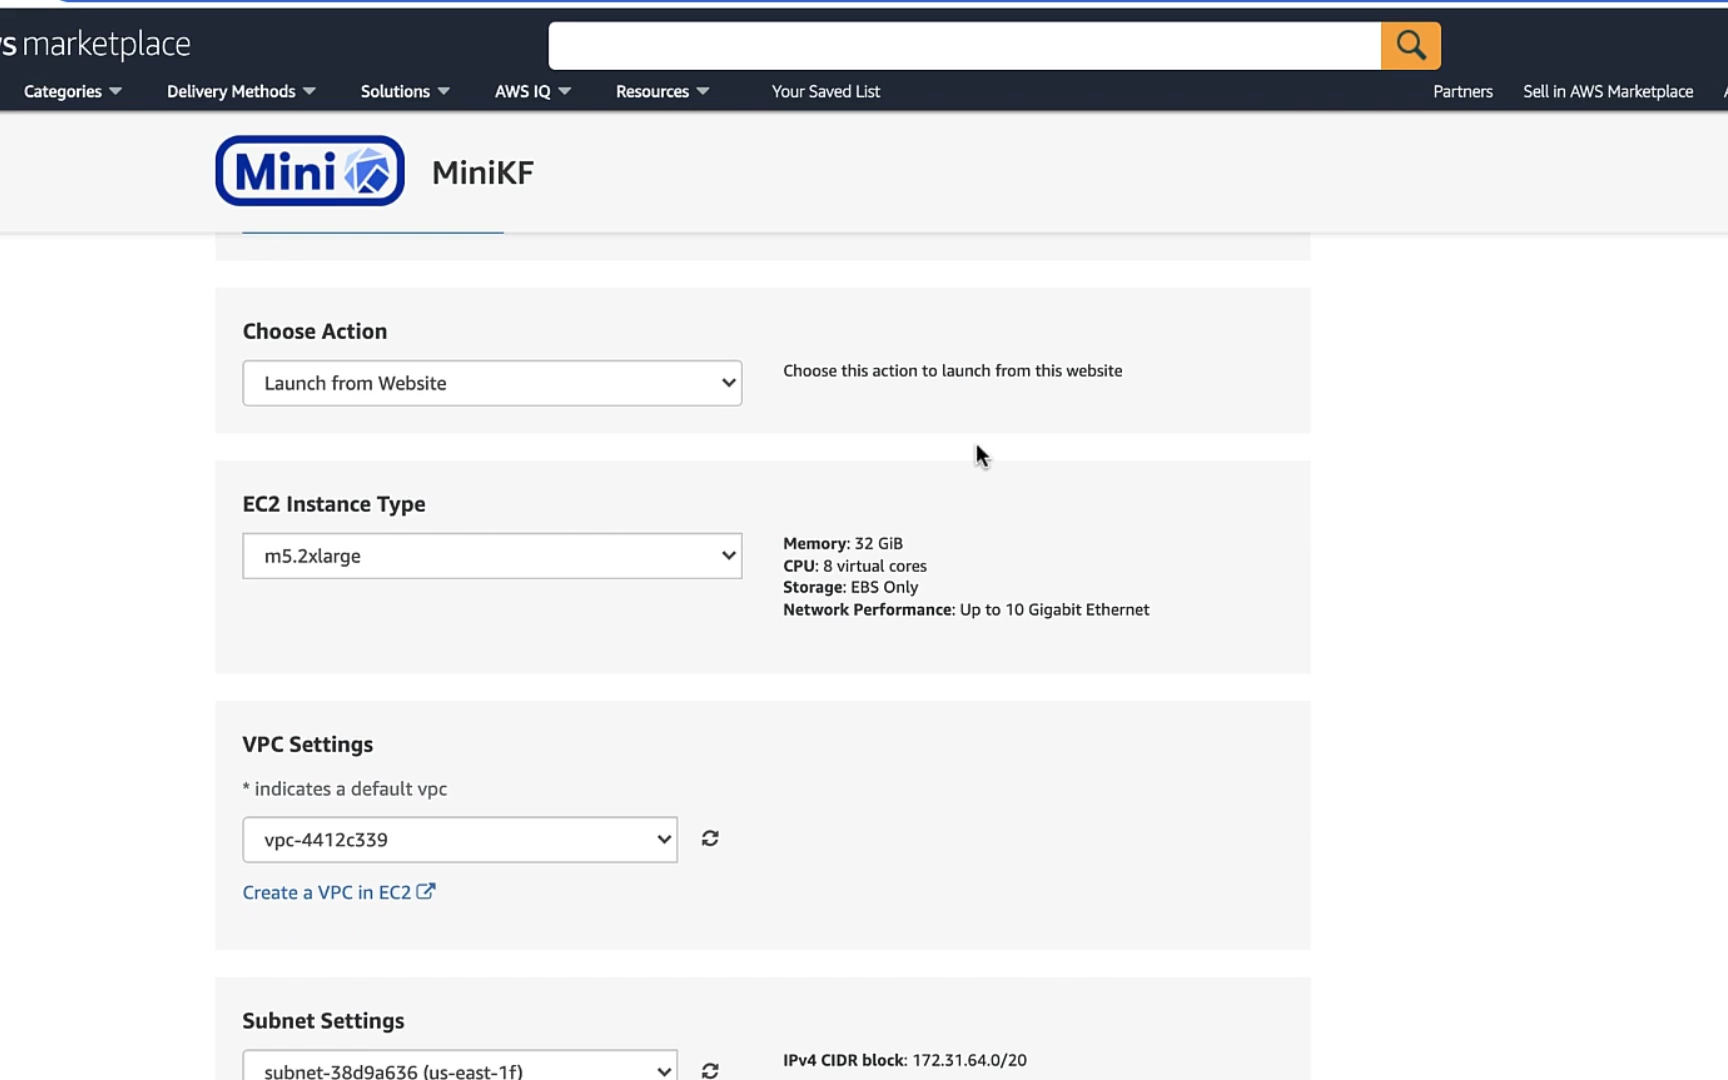 s marketplace
Categories Delivery Methods Solutions AWS IQ Resources Your Saved List Partners Sell in AWS Marketplace
Mini MiniKF
Choose Action
Launch from Website Choose this action to launch from this website
EC2 Instance Type
m5.2xlarge
Memory: 32 GiB
CPU: 8 virtual cores
Storage: EBS Only
Network Performance: Up to 10 Gigabit Ethernet
VPC Settings
* indicates a default vpc
vpc-4412c339
Create a VPC in EC2
Subnet Settings
subnet-38d9a636 (us-east-1f) IPv4 CIDR block: 172.31.64.0/20